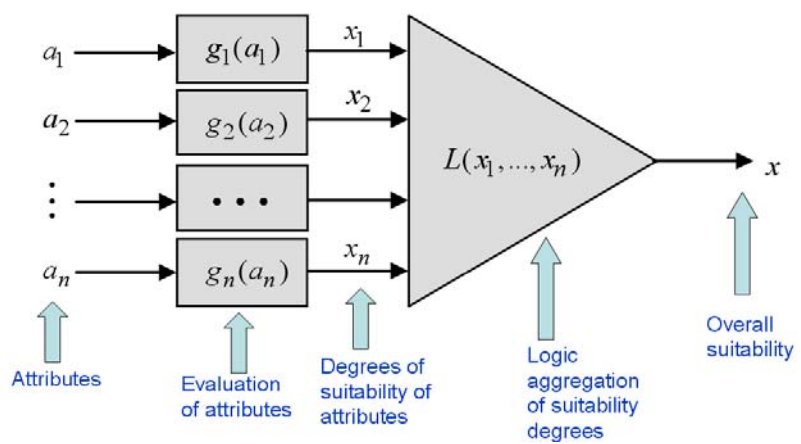 a1 g1(a1) x1
a2 g2(a2) x2
L(x1,...,xn) x
⋮ • • •
an gn(an) xn
Attributes
Evaluation
of attributes
Degrees of
suitability of
attributes
Logic
aggregation
of suitability
degrees
Overall
suitability